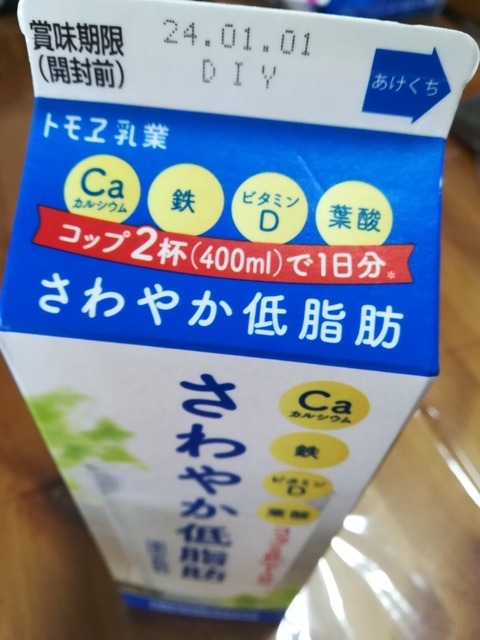 賞味期限
(開封前)
24.01.01
DIY
あけくち
トモヱ乳業
Ca
カルシウム
鉄
ビタミン
D
葉酸
コップ2杯(400ml)で1日分※
さわやか低脂肪
Ca
カルシウム
鉄
ビタミン
D
葉酸
さわやか低脂肪